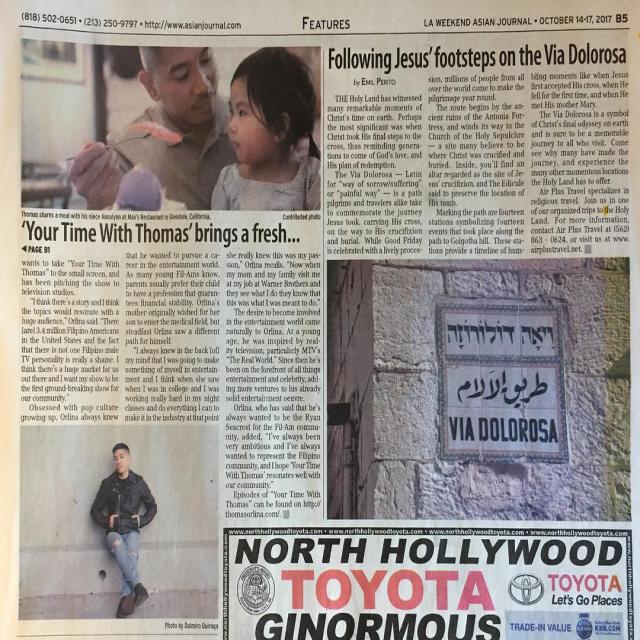 (818) 502-0651 • (213) 250-9797 • http://www.asianjournal.com
FEATURES
LA WEEKEND ASIAN JOURNAL • OCTOBER 14-17, 2017 B5
Thomas shares a meal with his niece Annalynn at Max's Restaurant in Glendale, California.
Contributed photo
'Your Time With Thomas' brings a fresh...
◀ PAGE B1
wants to take "Your Time With
Thomas" to the small screen, and
has been pitching the show to
television studios.
"I think there's a story and I think
the topics would resonate with a
huge audience," Orlina said. "There
[are] 3.4 million Filipino Americans
in the United States and the fact
that there is not one Filipino male
TV personality is really a shame. I
think there's a huge market for us
out there and I want my show to be
the first ground-breaking show for
our community."
Obsessed with pop culture
growing up, Orlina always knew
that he wanted to pursue a ca-
reer in the entertainment world.
As many young Fil-Ams know,
parents usually prefer their child
to have a profession that guaran-
tees financial stability. Orlina's
mother originally wished for her
son to enter the medical field, but
steadfast Orlina saw a different
path for himself.
"I always knew in the back [of]
my mind that I was going to make
something of myself in entertain-
ment and I think when she saw
when I was in college and I was
working really hard in my night
classes and do everything I can to
make it in the industry at that point
she really knew this was my pas-
sion," Orlina recalls. "Now when
my mom and my family visit me
at my job at Warner Brothers and
they see what I do they know that
this was what I was meant to do."
The desire to become involved
in the entertainment world came
naturally to Orlina. At a young
age, he was inspired by real-
ity television, particularly MTV's
"The Real World." Since then he's
been on the forefront of all things
entertainment and celebrity, add-
ing more ventures to his already
solid entertainment oeuvre.
Orlina, who has said that he's
always wanted to be the Ryan
Seacrest for the Fil-Am commu-
nity, added, "I've always been
very ambitious and I've always
wanted to represent the Filipino
community, and I hope 'Your Time
With Thomas' resonates well with
our community."
Episodes of "Your Time With
Thomas" can be found on http://
thomasorlina.com/.
Photo by Dalmiro Quiroga
Following Jesus' footsteps on the Via Dolorosa
by EMIL PERITO
THE Holy Land has witnessed
many remarkable moments of
Christ's time on earth. Perhaps
the most significant was when
Christ took His final steps to the
cross, thus reminding genera-
tions to come of God's love, and
His plan of redemption.
The Via Dolorosa — Latin
for "way of sorrow/suffering"
or "painful way" — is a path
pilgrims and travelers alike take
to commemorate the journey
Jesus took, carrying His cross,
on the way to His crucifixion
and burial. While Good Friday
is celebrated with a lively proces-
sion, millions of people from all
over the world come to make the
pilgrimage year round.
The route begins by the an-
cient ruins of the Antonia For-
tress, and winds its way to the
Church of the Holy Sepulchre
— a site many believe to be
where Christ was crucified and
buried. Inside, you'll find an
altar regarded as the site of Je-
sus' crucifixion, and The Edicule
said to preserve the location of
His tomb.
Marking the path are fourteen
stations symbolizing fourteen
events that took place along the
path to Golgotha hill. These sta-
tions provide a timeline of hum-
bling moments like when Jesus
first accepted His cross, when He
fell for the first time, and when He
met His mother Mary.
The Via Dolorosa is a symbol
of Christ's final odyssey on earth
and is sure to be a memorable
journey to all who visit. Come
see why many have made the
journey, and experience the
many other momentous locations
the Holy Land has to offer.
Air Plus Travel specializes in
religious travel. Join us in one
of our organized trips to the Holy
Land. For more information,
contact Air Plus Travel at (562)
863 - 0624, or visit us at www.
airplustravel.net.
ויאה דולורוזה
طريق الآلام
VIA DOLOROSA
www.northhollywoodtoyota.com • www.northhollywoodtoyota.com • www.northhollywoodtoyota.com
NORTH HOLLYWOOD
TOYOTA
GINORMOUS
TOYOTA
Let's Go Places
TRADE-IN VALUE
KBB.COM